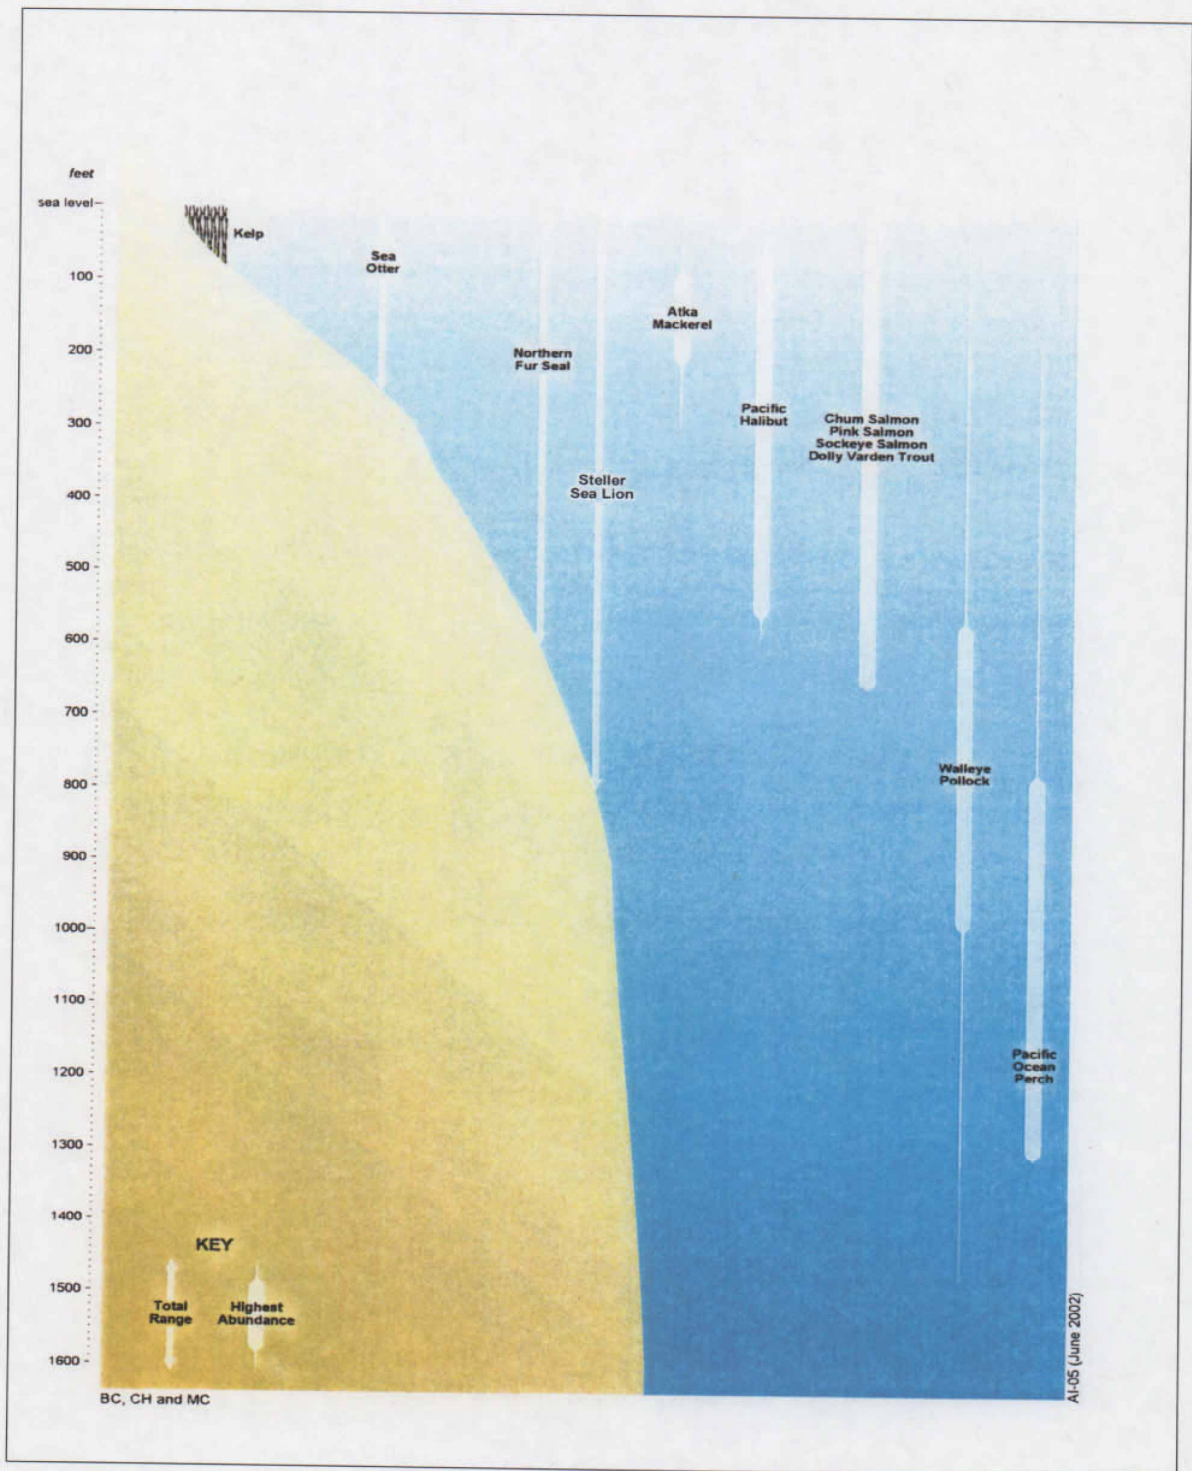 feet
sea level
Kelp
Sea
Otter
100
Atka
Mackerel
200
Northern
Fur Seal
Pacific
Halibut
300
Chum Salmon
Pink Salmon
Sockeye Salmon
Dolly Varden Trout
Steller
Sea Lion
400
500
600
700
Walleye
Pollock
800
900
1000
1100
Pacific
Ocean
Perch
1200
1300
1400
KEY
1500
Total
Range
Highest
Abundance
1600
BC, CH and MC
AI-05 (June 2002)